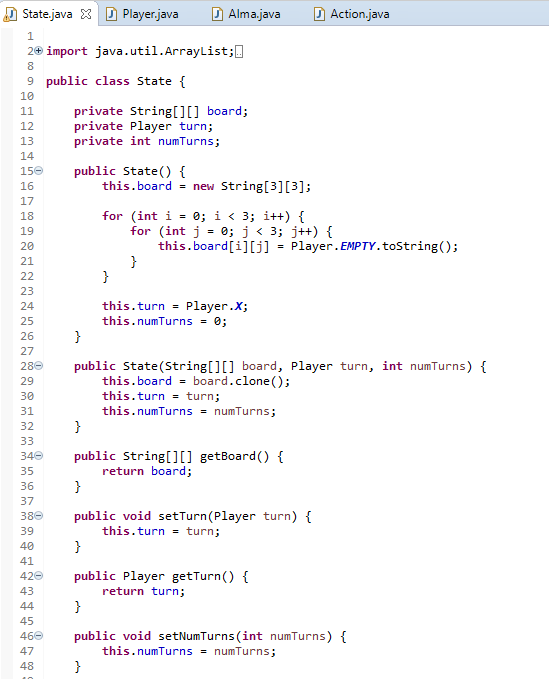 State.java Player.java Alma.java Action.java
1
2 import java.util.ArrayList;
8
9 public class State {
10
11     private String[][] board;
12     private Player turn;
13     private int numTurns;
14
15     public State() {
16         this.board = new String[3][3];
17
18         for (int i = 0; i < 3; i++) {
19             for (int j = 0; j < 3; j++) {
20                 this.board[i][j] = Player.EMPTY.toString();
21             }
22         }
23
24         this.turn = Player.X;
25         this.numTurns = 0;
26     }
27
28     public State(String[][] board, Player turn, int numTurns) {
29         this.board = board.clone();
30         this.turn = turn;
31         this.numTurns = numTurns;
32     }
33
34     public String[][] getBoard() {
35         return board;
36     }
37
38     public void setTurn(Player turn) {
39         this.turn = turn;
40     }
41
42     public Player getTurn() {
43         return turn;
44     }
45
46     public void setNumTurns(int numTurns) {
47         this.numTurns = numTurns;
48     }